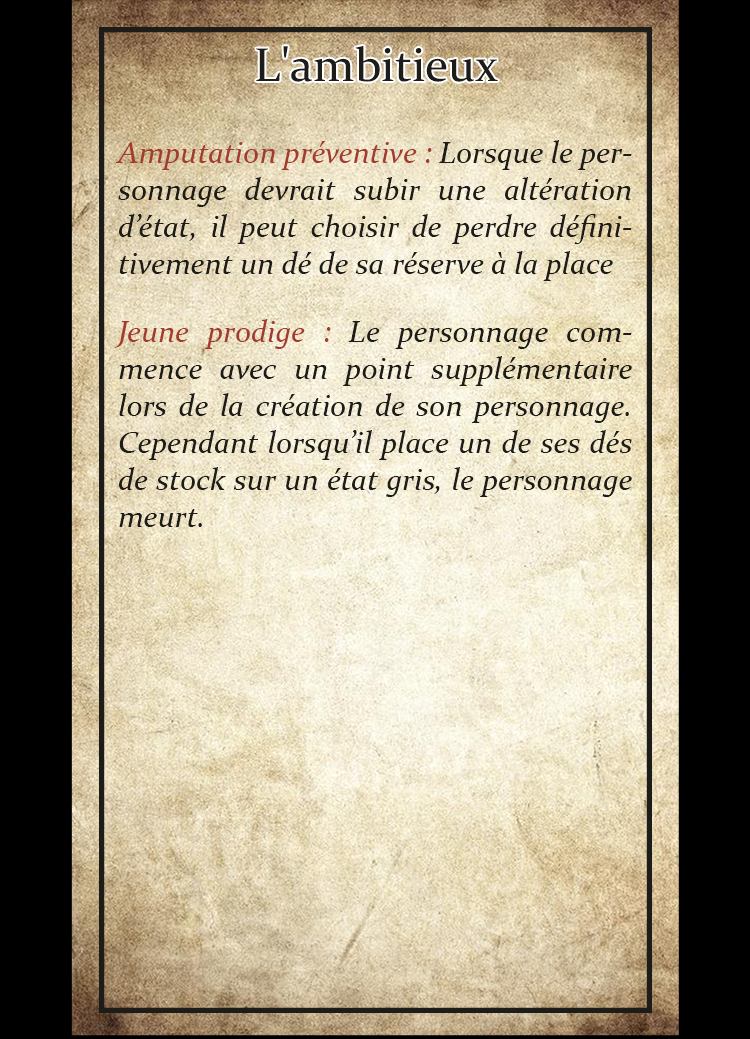 L'ambitieux
Amputation préventive : Lorsque le per-
sonnage devrait subir une altération
d’état, il peut choisir de perdre défini-
tivement un dé de sa réserve à la place
Jeune prodige : Le personnage com-
mence avec un point supplémentaire
lors de la création de son personnage.
Cependant lorsqu’il place un de ses dés
de stock sur un état gris, le personnage
meurt.